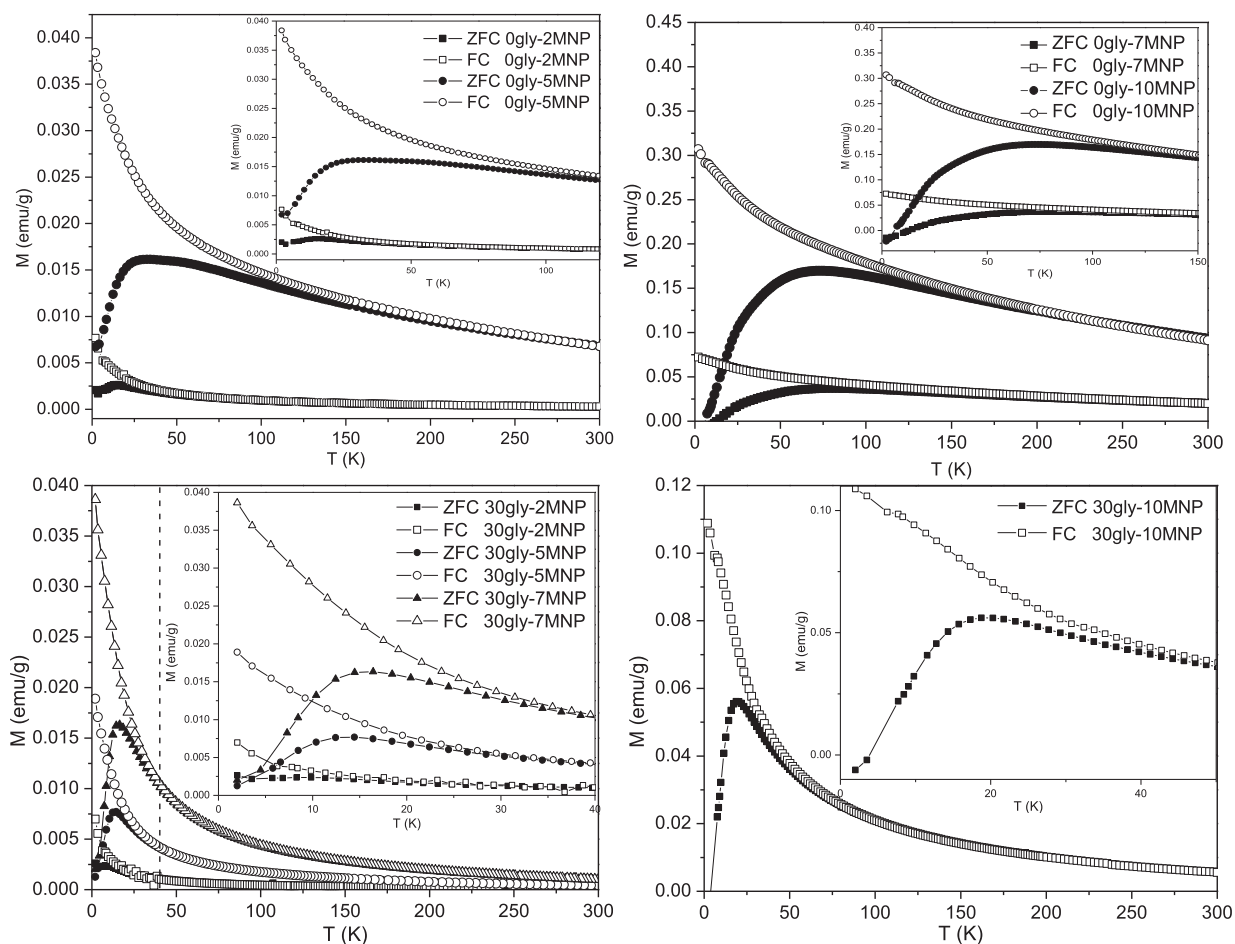 0.040
0.035
0.030
0.025
0.020
0.015
0.010
0.005
0.000
M (emu/g)
0 50 100 150 200 250 300
T (K)
0.040
0.035
0.030
0.025
0.020
0.015
0.010
0.005
0.000
M (emu/g)
50 100
T (K)
ZFC 0gly-2MNP
FC 0gly-2MNP
ZFC 0gly-5MNP
FC 0gly-5MNP
0.45
0.40
0.35
0.30
0.25
0.20
0.15
0.10
0.05
0.00
M (emu/g)
0 50 100 150 200 250 300
T (K)
0.40
0.35
0.30
0.25
0.20
0.15
0.10
0.05
0.00
M (emu/g)
0 50 100 150
T (K)
ZFC 0gly-7MNP
FC 0gly-7MNP
ZFC 0gly-10MNP
FC 0gly-10MNP
0.040
0.035
0.030
0.025
0.020
0.015
0.010
0.005
0.000
M (emu/g)
0 50 100 150 200 250 300
T (K)
0.040
0.035
0.030
0.025
0.020
0.015
0.010
0.005
0.000
M (emu/g)
0 10 20 30 40
T (K)
ZFC 30gly-2MNP
FC 30gly-2MNP
ZFC 30gly-5MNP
FC 30gly-5MNP
ZFC 30gly-7MNP
FC 30gly-7MNP
0.12
0.10
0.08
0.06
0.04
0.02
0.00
M (emu/g)
0 50 100 150 200 250 300
T (K)
0.10
0.05
0.00
M (emu/g)
0 20 40
T (K)
ZFC 30gly-10MNP
FC 30gly-10MNP